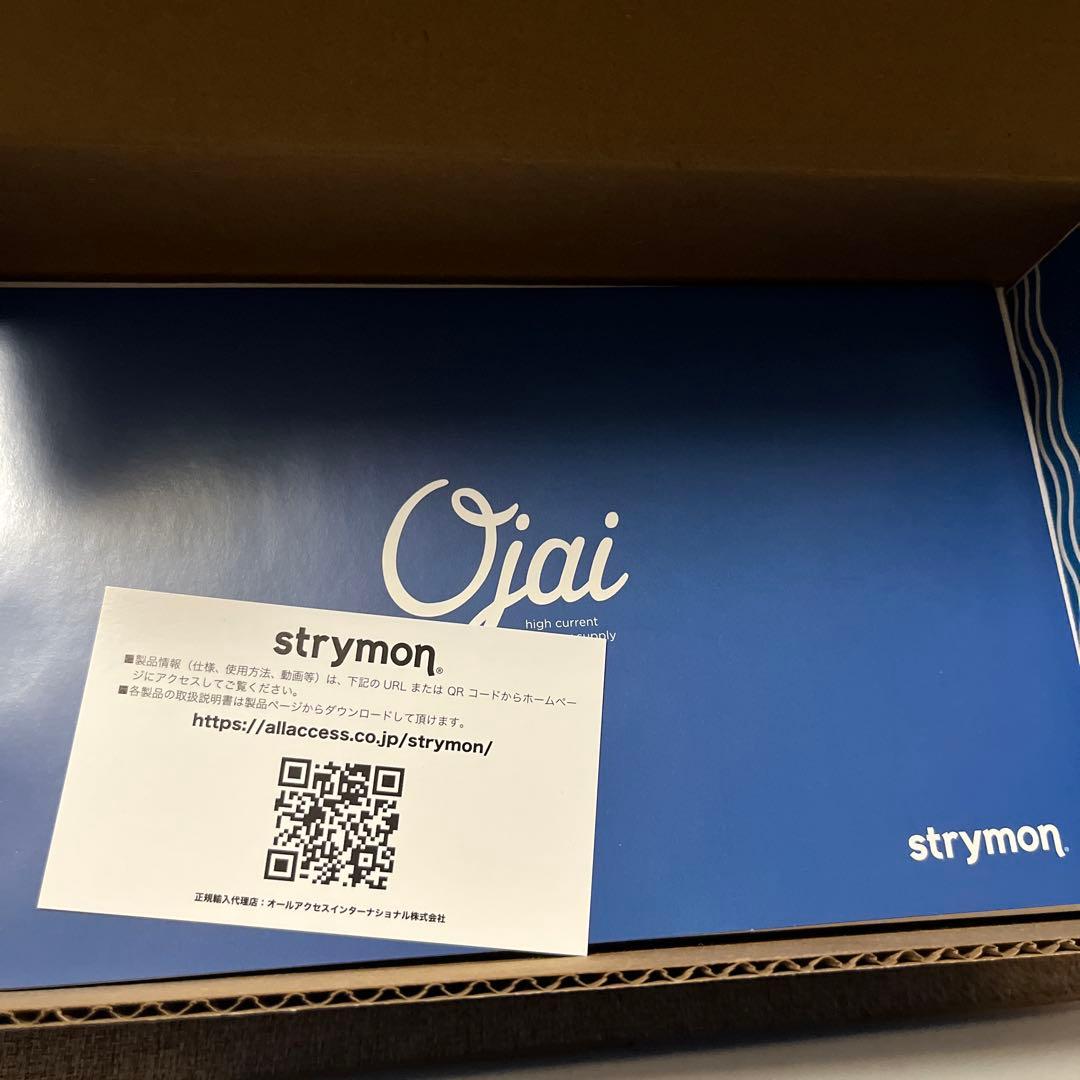 Ojai
high current
supply
strymon®
■製品情報（仕様、使用方法、動画等）は、下記の URL または QR コードからホームペー
ジにアクセスしてご覧ください。
■各製品の取扱説明書は製品ページからダウンロードして頂けます。
https://allaccess.co.jp/strymon/
正規輸入代理店：オールアクセスインターナショナル株式会社
strymon®